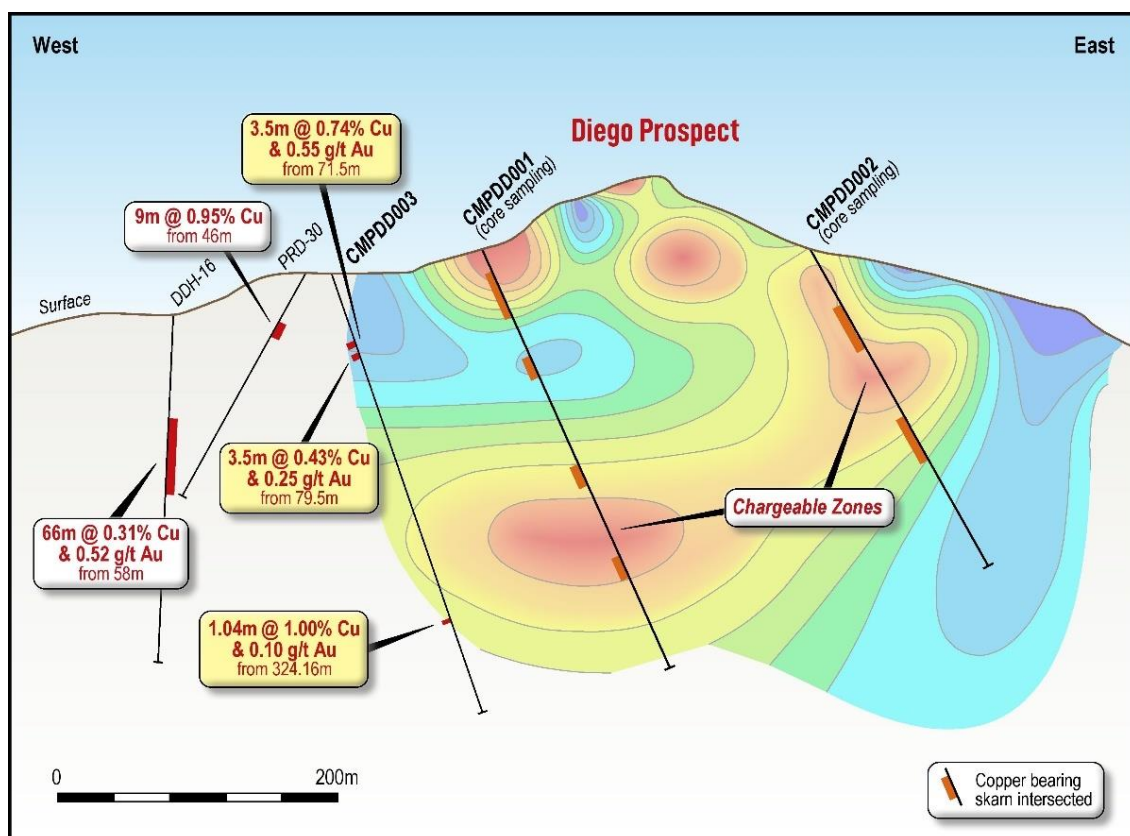 West
East
Diego Prospect
3.5m @ 0.74% Cu
& 0.55 g/t Au
from 71.5m
9m @ 0.95% Cu
from 46m
Surface
DDH-16
PRD-30
CMPDD003
CMPDD001
(core sampling)
CMPDD002
(core sampling)
3.5m @ 0.43% Cu
& 0.25 g/t Au
from 79.5m
66m @ 0.31% Cu
& 0.52 g/t Au
from 58m
Chargeable Zones
1.04m @ 1.00% Cu
& 0.10 g/t Au
from 324.16m
0
200m
Copper bearing
skarn intersected